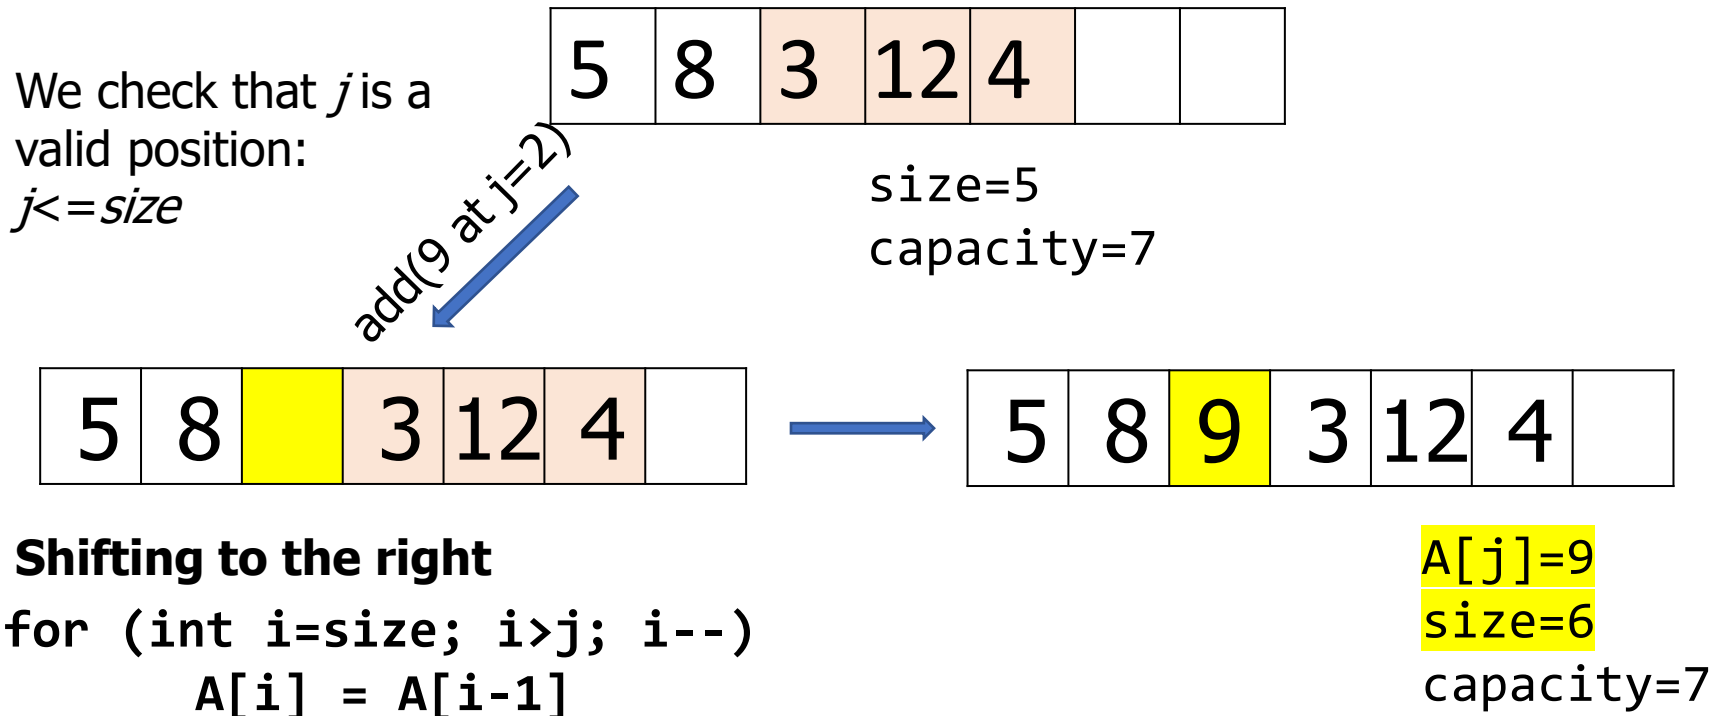 5 8 3 12 4
We check that j is a
valid position:
j<=size
add(9 at j=2)
size=5
capacity=7
5 8 3 12 4
5 8 9 3 12 4
Shifting to the right
for (int i=size; i>j; i--)
A[i] = A[i-1]
A[j]=9
size=6
capacity=7